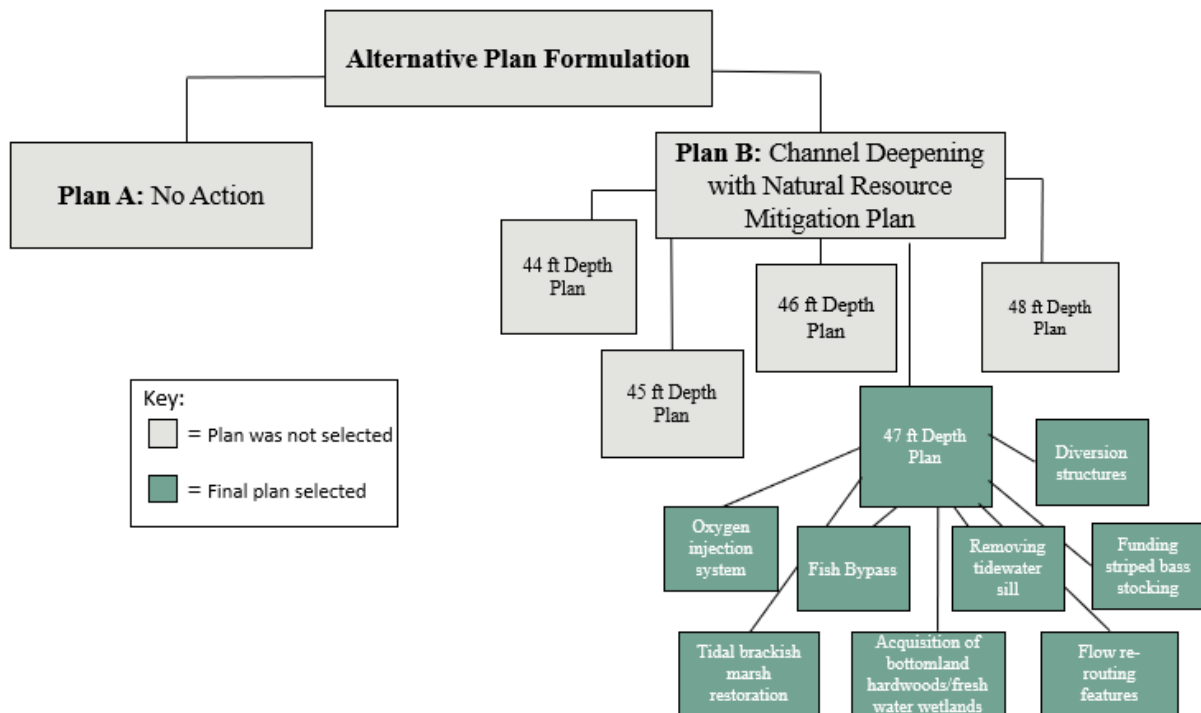 Alternative Plan Formulation
Plan A: No Action
Plan B: Channel Deepening
with Natural Resource
Mitigation Plan
44 ft Depth
Plan
45 ft Depth
Plan
46 ft Depth
Plan
48 ft Depth
Plan
Key:
= Plan was not selected
= Final plan selected
47 ft Depth
Plan
Diversion
structures
Oxygen
injection
system
Fish Bypass
Removing
tidewater
sill
Funding
striped bass
stocking
Tidal brackish
marsh
restoration
Acquisition of
bottomland
hardwoods/fresh
water wetlands
Flow re-
routing
features